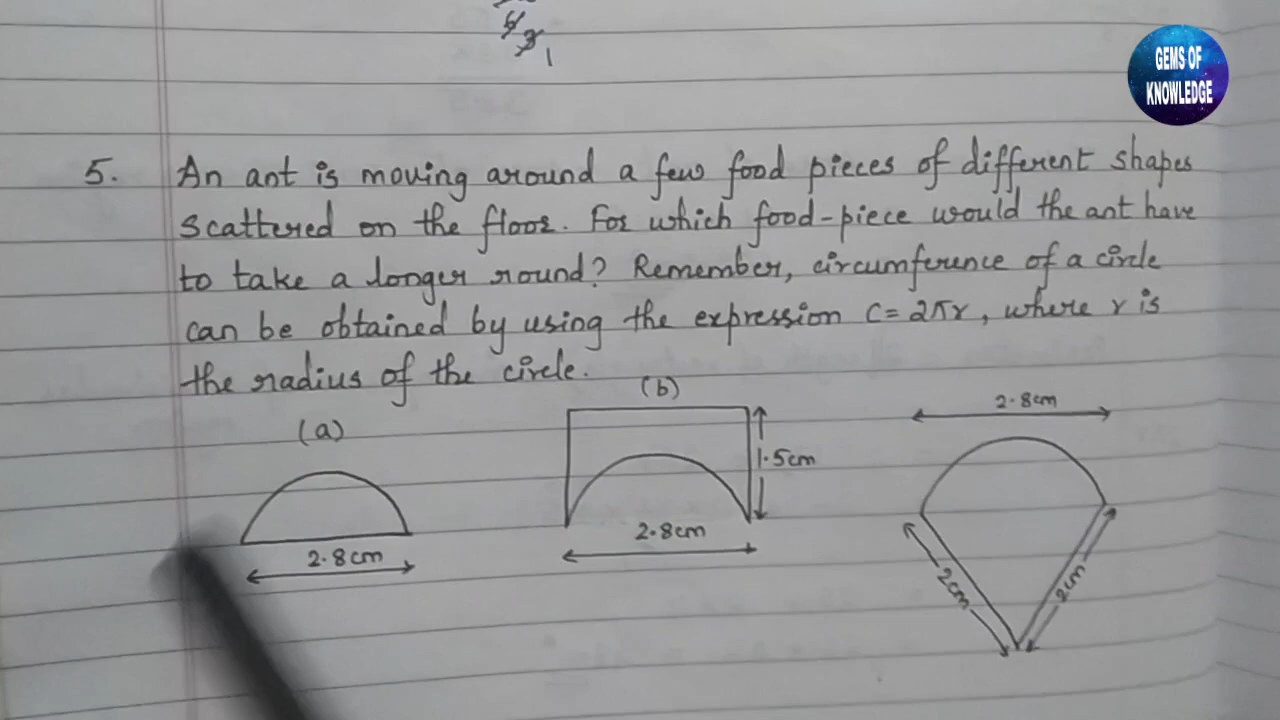 GEMS OF
KNOWLEDGE
5. An ant is moving around a few food pieces of different shapes
scattered on the floor. For which food-piece would the ant have
to take a longer round? Remember, circumference of a circle
can be obtained by using the expression c = 2πr, where r is
the radius of the circle.
(a)
2.8cm
(b)
1.5cm
2.8cm
2.8cm
2cm
2cm